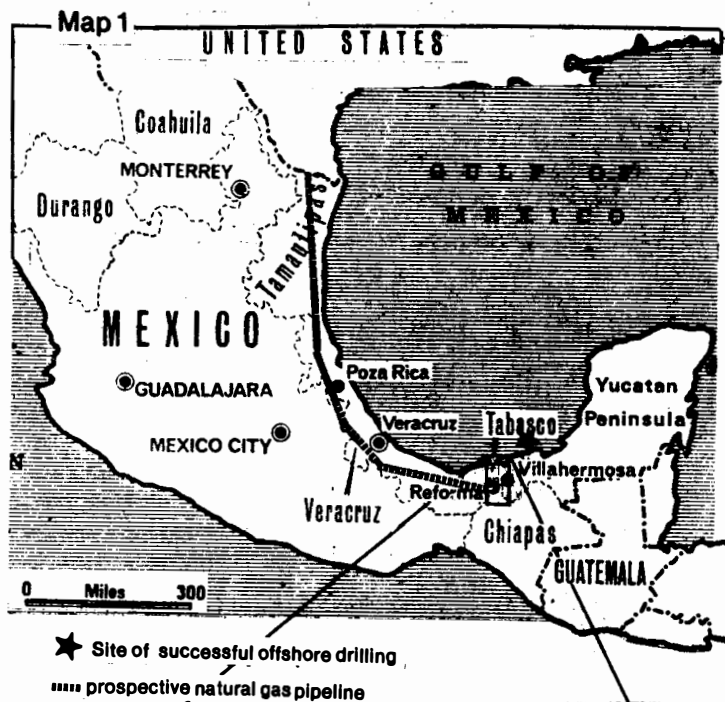 Map 1
UNITED STATES
Coahuila
MONTERREY
Durango
GULF OF
MEXICO
Tamaulipas
MEXICO
Poza Rica
GUADALAJARA
Yucatan
Peninsula
MEXICO CITY
Veracruz
Tabasco
Villahermosa
Reforma
Veracruz
Chiapas
GUATEMALA
0 Miles 300
Site of successful offshore drilling
prospective natural gas pipeline